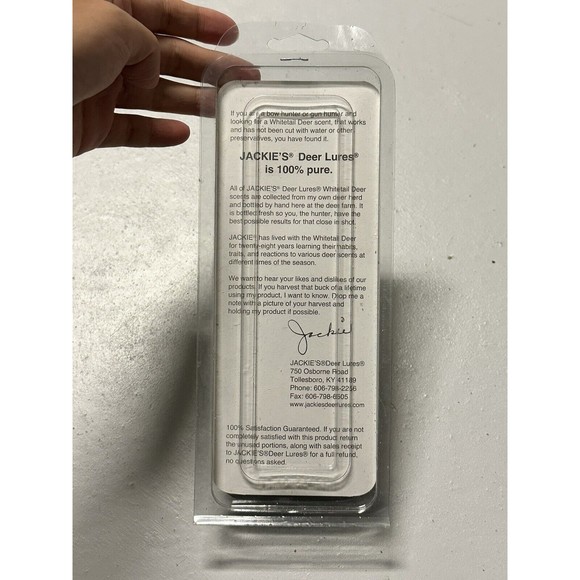 If you are a bow hunter or gun hunter and
looking for a Whitetail Deer scent, that works
and has not been cut with water or other
preservatives, you have found it.
JACKIE'S® Deer Lures®
is 100% pure.
All of JACKIE'S® Deer Lures® Whitetail Deer
scents are collected from my own deer herd
and bottled by hand here at the deer farm. It
is bottled fresh so you, the hunter, have the
best possible results for that close in shot.
JACKIE® has lived with the Whitetail Deer
for twenty-eight years learning their habits,
traits, and reactions to various deer scents at
different times of the season.
We want to hear your likes and dislikes of our
products. If you harvest that buck of a lifetime
using my product, I want to know. Drop me a
note with a picture of your harvest and
holding my product if possible.
Jackie
JACKIE'S®Deer Lures®
750 Osborne Road
Tollesboro, KY 41189
Phone: 606-798-2256
Fax: 606-798-6505
www.jackiesdeerlures.com
100% Satisfaction Guaranteed. If you are not
completely satisfied with this product return
the unused portions, along with sales receipt
to JACKIE'S®Deer Lures® for a full refund,
no questions asked.